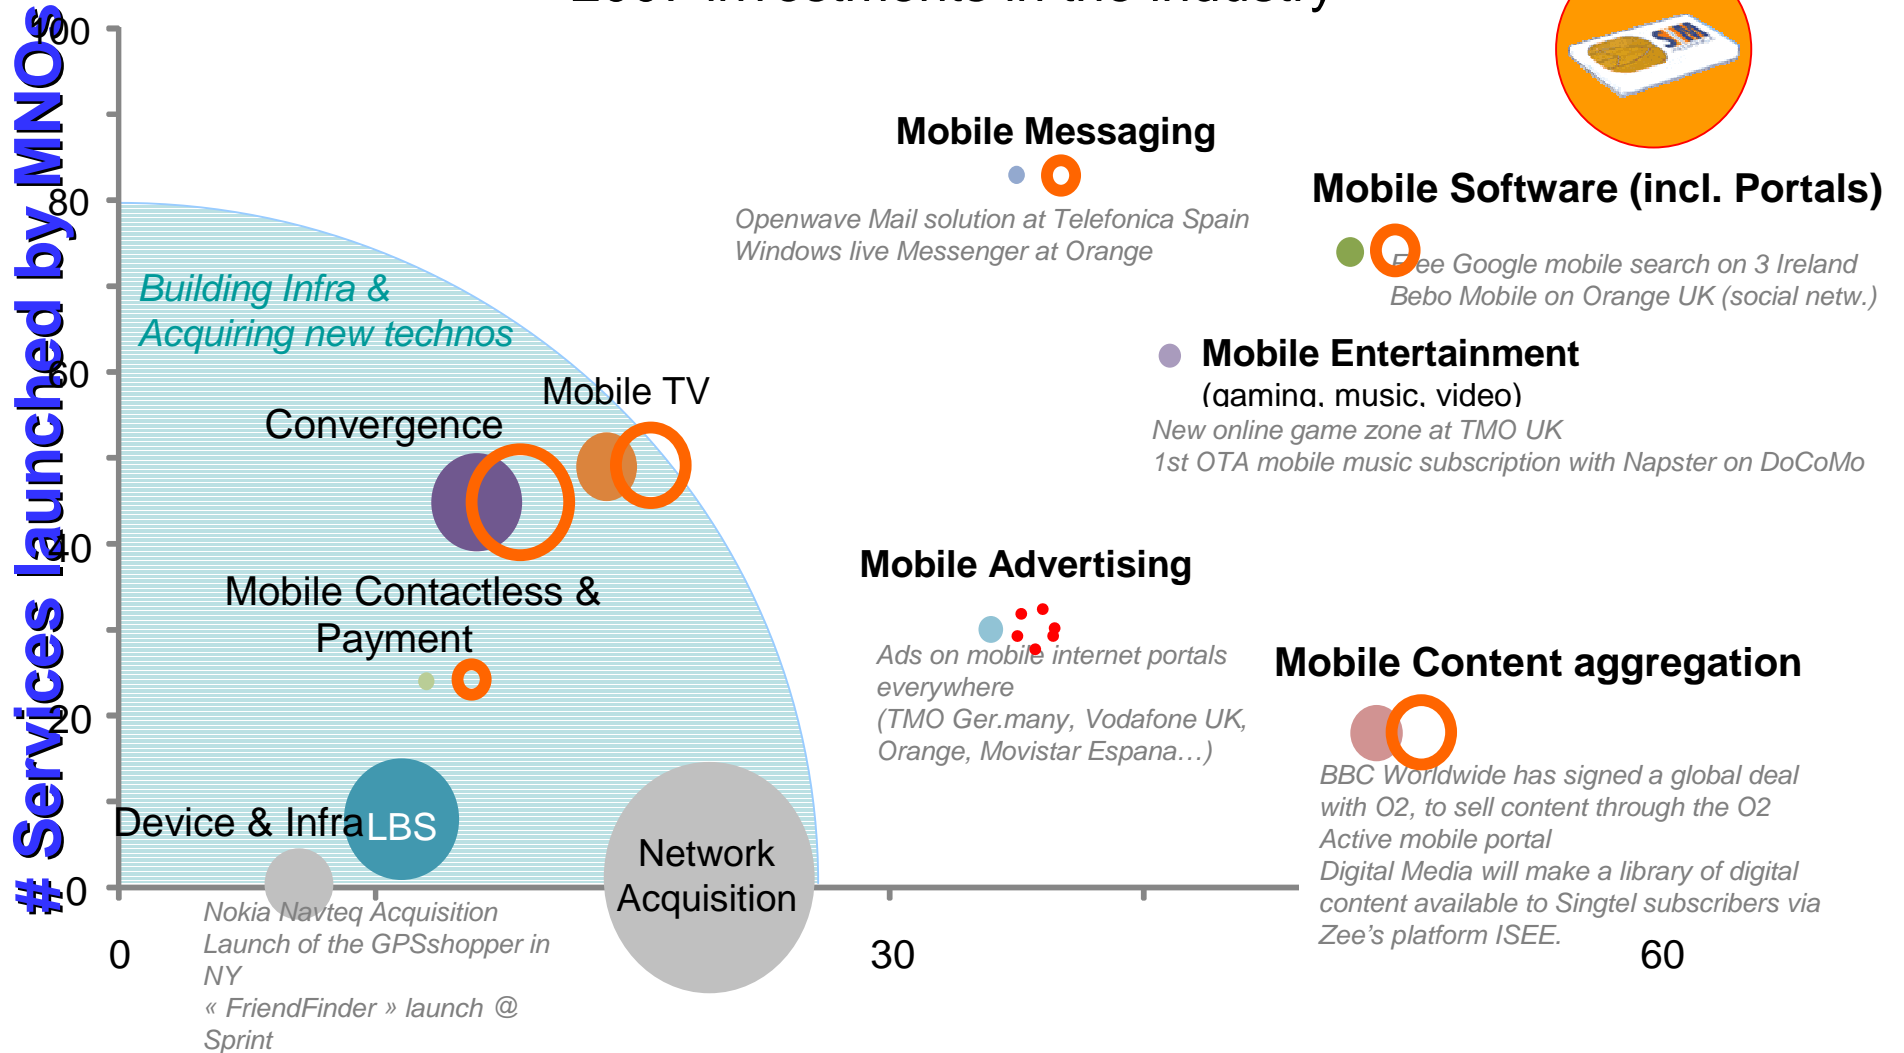 2007 investments in the industry
# Services launched by MNOs
100
80
60
40
20
0
SIM
Mobile Messaging
Openwave Mail solution at Telefonica Spain
Windows live Messenger at Orange
Mobile Software (incl. Portals)
Free Google mobile search on 3 Ireland
Bebo Mobile on Orange UK (social netw.)
Building Infra &
Acquiring new technos
Mobile Entertainment
(gaming, music, video)
New online game zone at TMO UK
1st OTA mobile music subscription with Napster on DoCoMo
Mobile TV
Convergence
Mobile Contactless &
Payment
Mobile Advertising
Ads on mobile internet portals
everywhere
(TMO Ger.many, Vodafone UK,
Orange, Movistar Espana…)
Mobile Content aggregation
BBC Worldwide has signed a global deal
with O2, to sell content through the O2
Active mobile portal
Digital Media will make a library of digital
content available to Singtel subscribers via
Zee’s platform ISEE.
Device & Infra
LBS
Network
Acquisition
Nokia Navteq Acquisition
Launch of the GPSshopper in
NY
« FriendFinder » launch @
Sprint
0
30
60